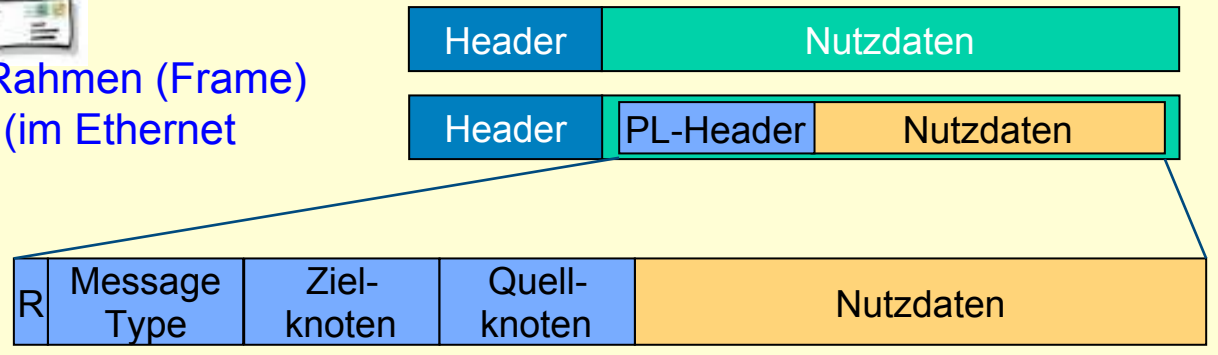 Header Nutzdaten
Rahmen (Frame)
(im Ethernet
Header PL-Header Nutzdaten
R Message Type Ziel- knoten Quell- knoten Nutzdaten